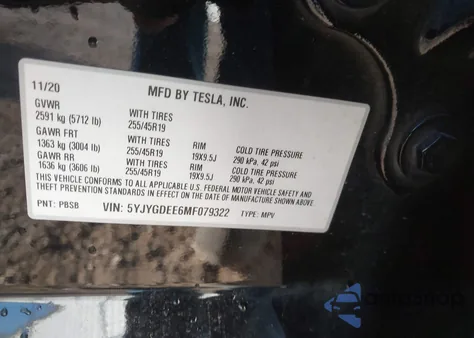 11/20
MFD BY TESLA, INC.
GVWR
2591 kg (5712 lb)
WITH TIRES
255/45R19
GAWR FRT
1363 kg (3004 lb)
WITH TIRES
255/45R19
RIM
19X9.5J
COLD TIRE PRESSURE
290 kPa, 42 psi
GAWR RR
1636 kg (3606 lb)
WITH TIRES
255/45R19
RIM
19X9.5J
COLD TIRE PRESSURE
290 kPa, 42 psi
THIS VEHICLE CONFORMS TO ALL APPLICABLE U.S. FEDERAL MOTOR VEHICLE SAFETY AND
THEFT PREVENTION STANDARDS IN EFFECT ON THE DATE OF MANUFACTURE SHOWN ABOVE.
PNT: PBSB
VIN: 5YJYGDEE6MF079322
TYPE: MPV